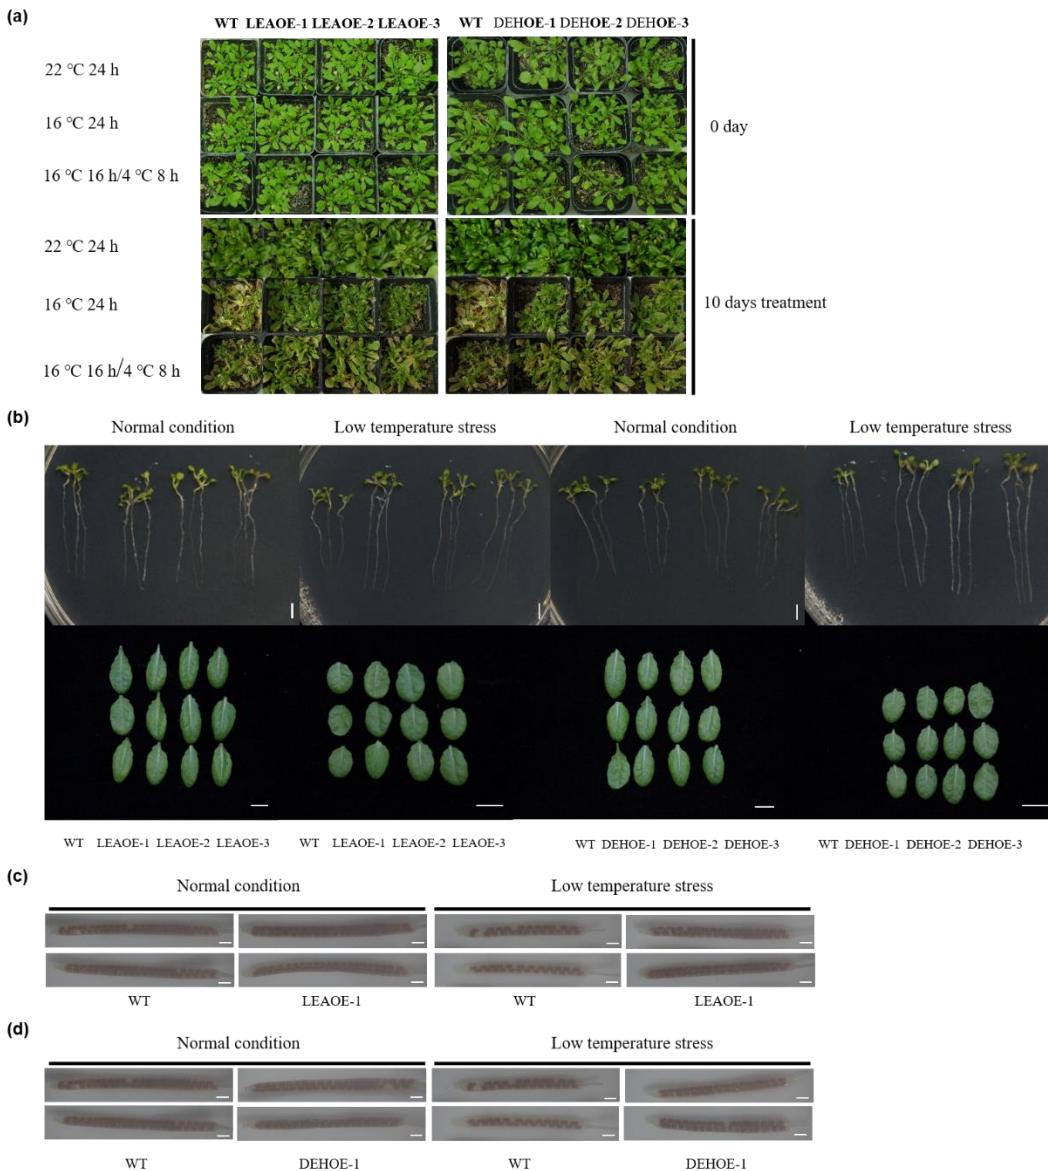 (a)
WT LEAOE-1 LEAOE-2 LEAOE-3 WT DEHOE-1 DEHOE-2 DEHOE-3
22 °C 24 h
16 °C 24 h
0 day
16 °C 16 h/4 °C 8 h
22 °C 24 h
16 °C 24 h
10 days treatment
16 °C 16 h/4 °C 8 h
(b)
Normal condition Low temperature stress Normal condition Low temperature stress
WT LEAOE-1 LEAOE-2 LEAOE-3 WT LEAOE-1 LEAOE-2 LEAOE-3 WT DEHOE-1 DEHOE-2 DEHOE-3 WT DEHOE-1 DEHOE-2 DEHOE-3
(c)
Normal condition Low temperature stress
WT LEAOE-1 WT LEAOE-1
(d)
Normal condition Low temperature stress
WT DEHOE-1 WT DEHOE-1